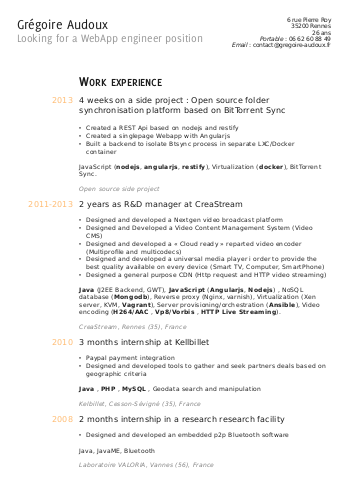 Grégoire Audoux
Looking for a WebApp engineer position
6 rue Pierre Roy
35200 Rennes
26 ans
Portable : 06 62 60 88 49
Email : contact@gregoire-audoux.fr
Work experience
2013 4 weeks on a side project : Open source folder
synchronisation platform based on BitTorrent Sync
• Created a REST Api based on nodejs and restify
• Created a singlepage Webapp with Angularjs
• Built a backend to isolate Btsync process in separate LXC/Docker
container
JavaScript (nodejs, angularjs, restify), Virtualization (docker), BitTorrent
Sync.
Open source side project
2011-2013 2 years as R&D manager at CreaStream
• Designed and developed a Nextgen video broadcast platform
• Designed and Developed a Video Content Management System (Video
CMS)
• Designed and developed a « Cloud ready » reparted video encoder
(Multiprofile and multicodecs)
• Designed and developed a universal media player i order to provide the
best quality available on every device (Smart TV, Computer, SmartPhone)
• Designed a general purpose CDN (Http request and HTTP video streaming)
Java (J2EE Backend, GWT), JavaScript (Angularjs, Nodejs) , NoSQL
database (Mongodb), Reverse proxy (Nginx, varnish), Virtualization (Xen
server, KVM, Vagrant), Server provisioning/orchestration (Ansible), Video
encoding (H264/AAC , Vp8/Vorbis , HTTP Live Streaming).
CreaStream, Rennes (35), France
2010 3 months internship at Kellbillet
• Paypal payment integration
• Designed and developed tools to gather and seek partners deals based on
geographic criteria
Java , PHP , MySQL , Geodata search and manipulation
Kelbillet, Cesson-Sévigné (35), France
2008 2 months internship in a research research facility
• Designed and developed an embedded p2p Bluetooth software
Java, JavaME, Bluetooth
Laboratoire VALORIA, Vannes (56), France